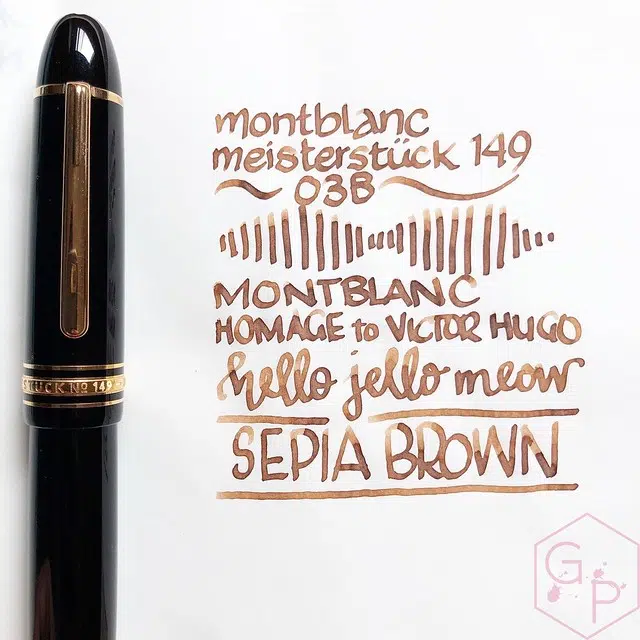 montblanc
meisterstück 149
~ 03B ~
MONTBLANC
HOMAGE to VICTOR HUGO
hello jello meow
SEPIA BROWN
STÜCK Nº 149 -
G P